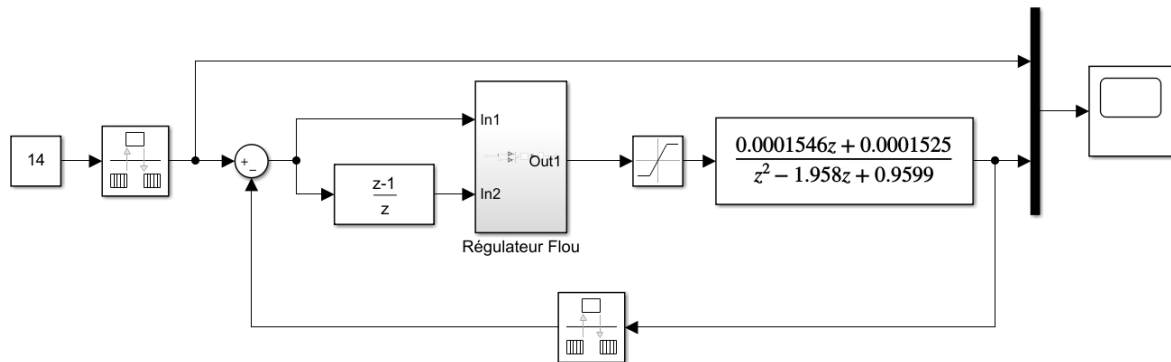 14
+
−
z-1
z
In1
In2
Out1
Régulateur Flou
0.0001546z + 0.0001525
z² − 1.958z + 0.9599